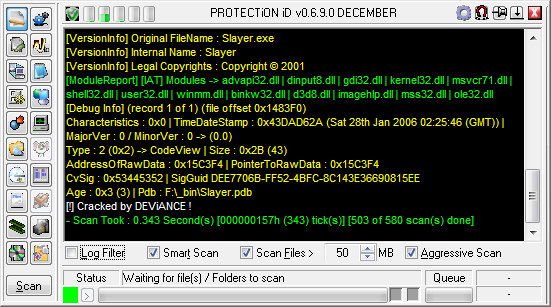 PROTECTiON iD v0.6.9.0 DECEMBER
[VersionInfo] Original FileName : Slayer.exe
[VersionInfo] Internal Name : Slayer
[VersionInfo] Legal Copyrights : Copyright © 2001
[ModuleReport] [IAT] Modules -> advapi32.dll | dinput8.dll | gdi32.dll | kernel32.dll | msvcr71.dll |
shell32.dll | user32.dll | winmm.dll | binkw32.dll | d3d8.dll | imagehlp.dll | mss32.dll | ole32.dll
[Debug Info] (record 1 of 1) (file offset 0x1483F0)
Characteristics : 0x0 | TimeDateStamp : 0x43DAD62A (Sat 28th Jan 2006 02:25:46 (GMT)) |
MajorVer : 0 / MinorVer : 0 -> (0.0)
Type : 2 (0x2) -> CodeView | Size : 0x2B (43)
AddressOfRawData : 0x15C3F4 | PointerToRawData : 0x15C3F4
CvSig : 0x53445352 | SigGuid DEE7706B-FF52-4BFC-8C143E36690815EE
Age : 0x3 (3) | Pdb : F:\_bin\Slayer.pdb
[!] Cracked by DEViANCE !
- Scan Took : 0.343 Second(s) [000000157h (343) tick(s)] [503 of 580 scan(s) done]
Log Filter Smart Scan Scan Files > 50 MB Aggressive Scan
Scan
Status Waiting for file(s) / Folders to scan Queue -
>